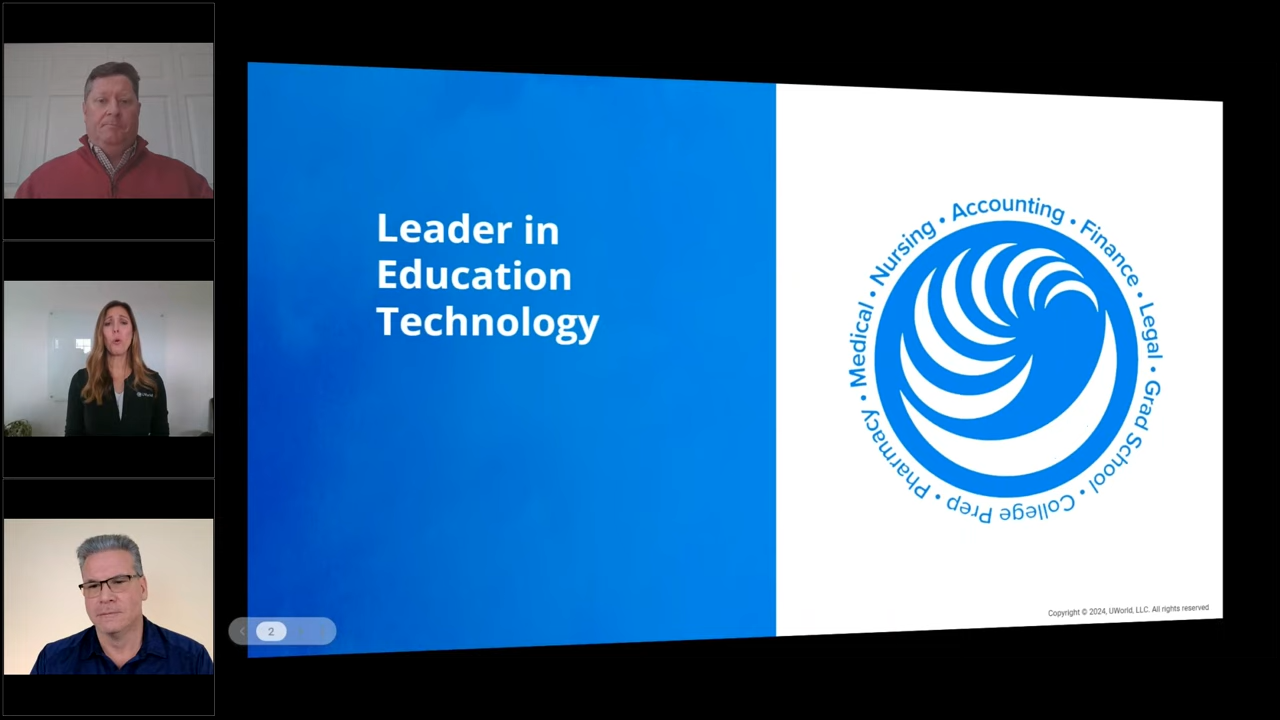 Leader in
Education
Technology
Medical • Nursing • Accounting • Finance • Legal • Grad School • College Prep • Pharmacy •
Copyright © 2024, UWorld, LLC. All rights reserved
2
UWorld